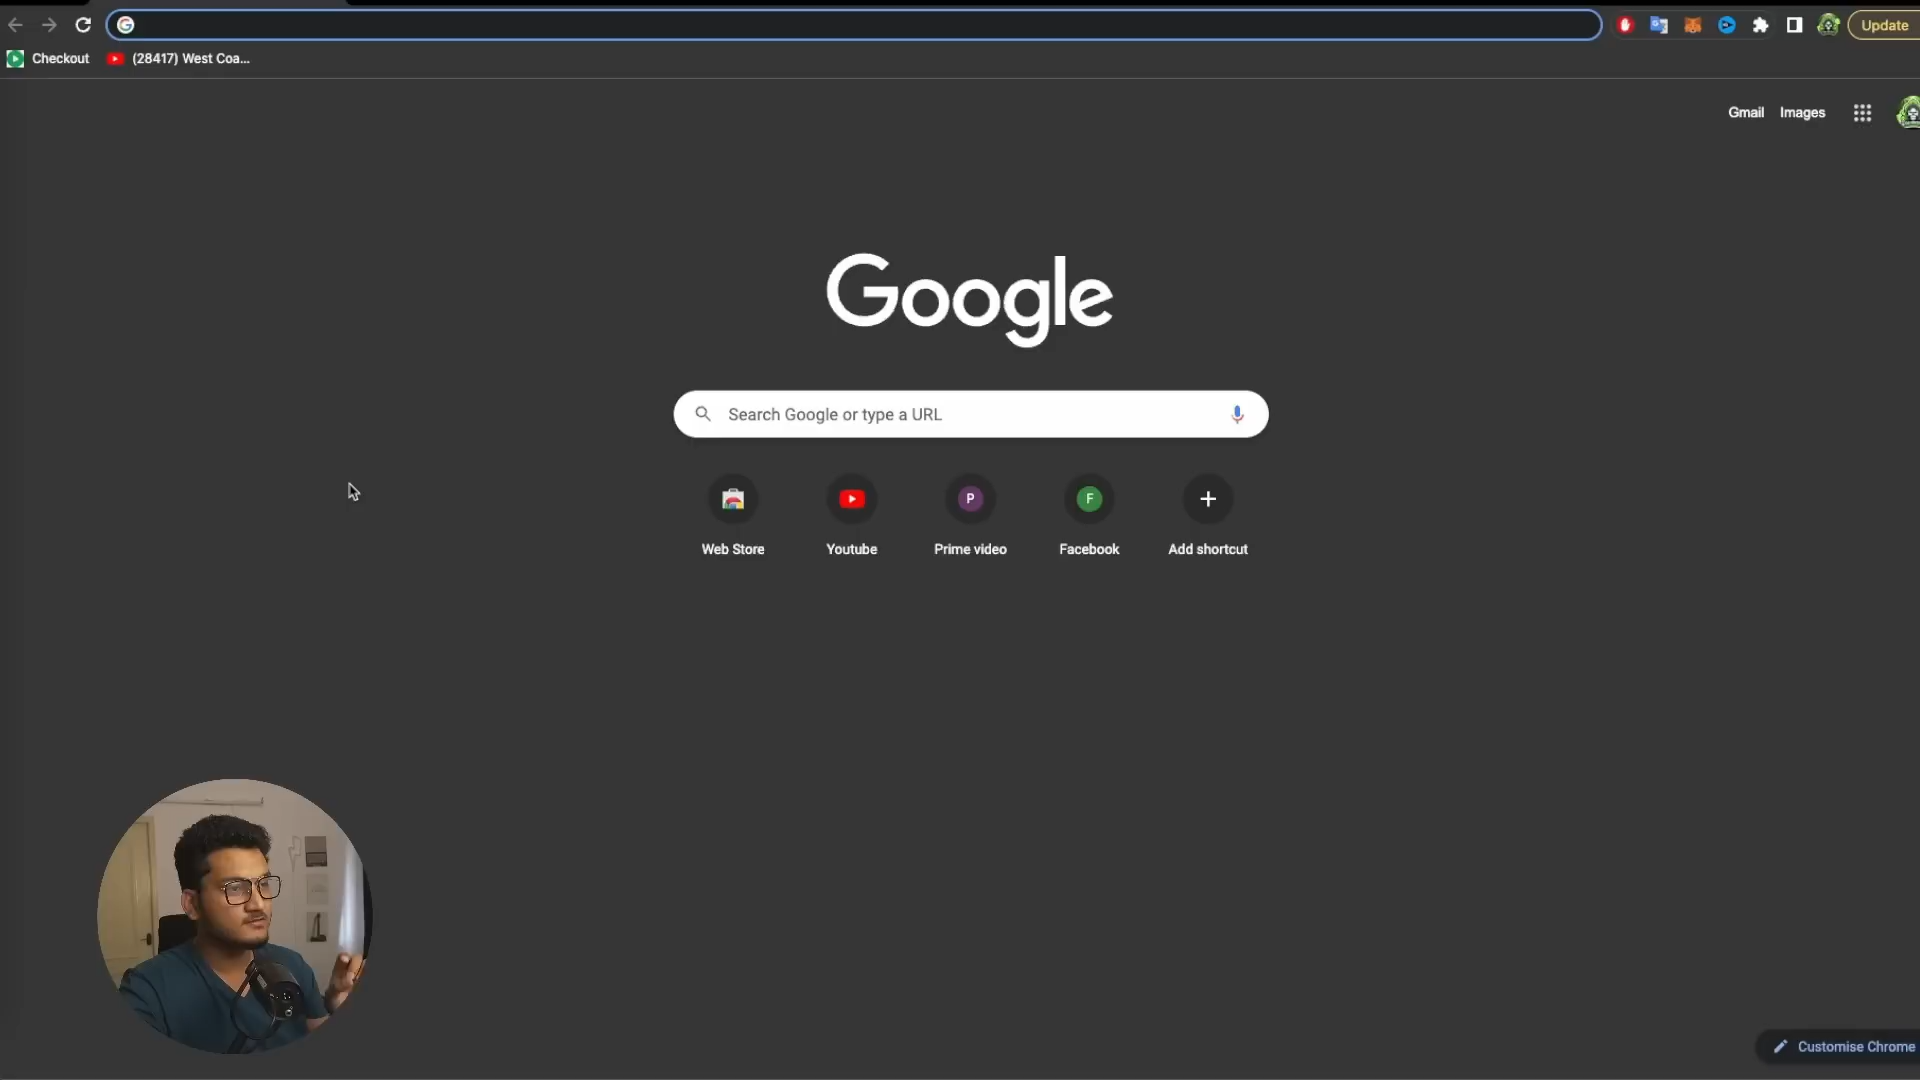 Update
Checkout
(28417) West Coa...
Gmail
Images
Google
Search Google or type a URL
Web Store
Youtube
P
Prime video
F
Facebook
Add shortcut
Customise Chrome